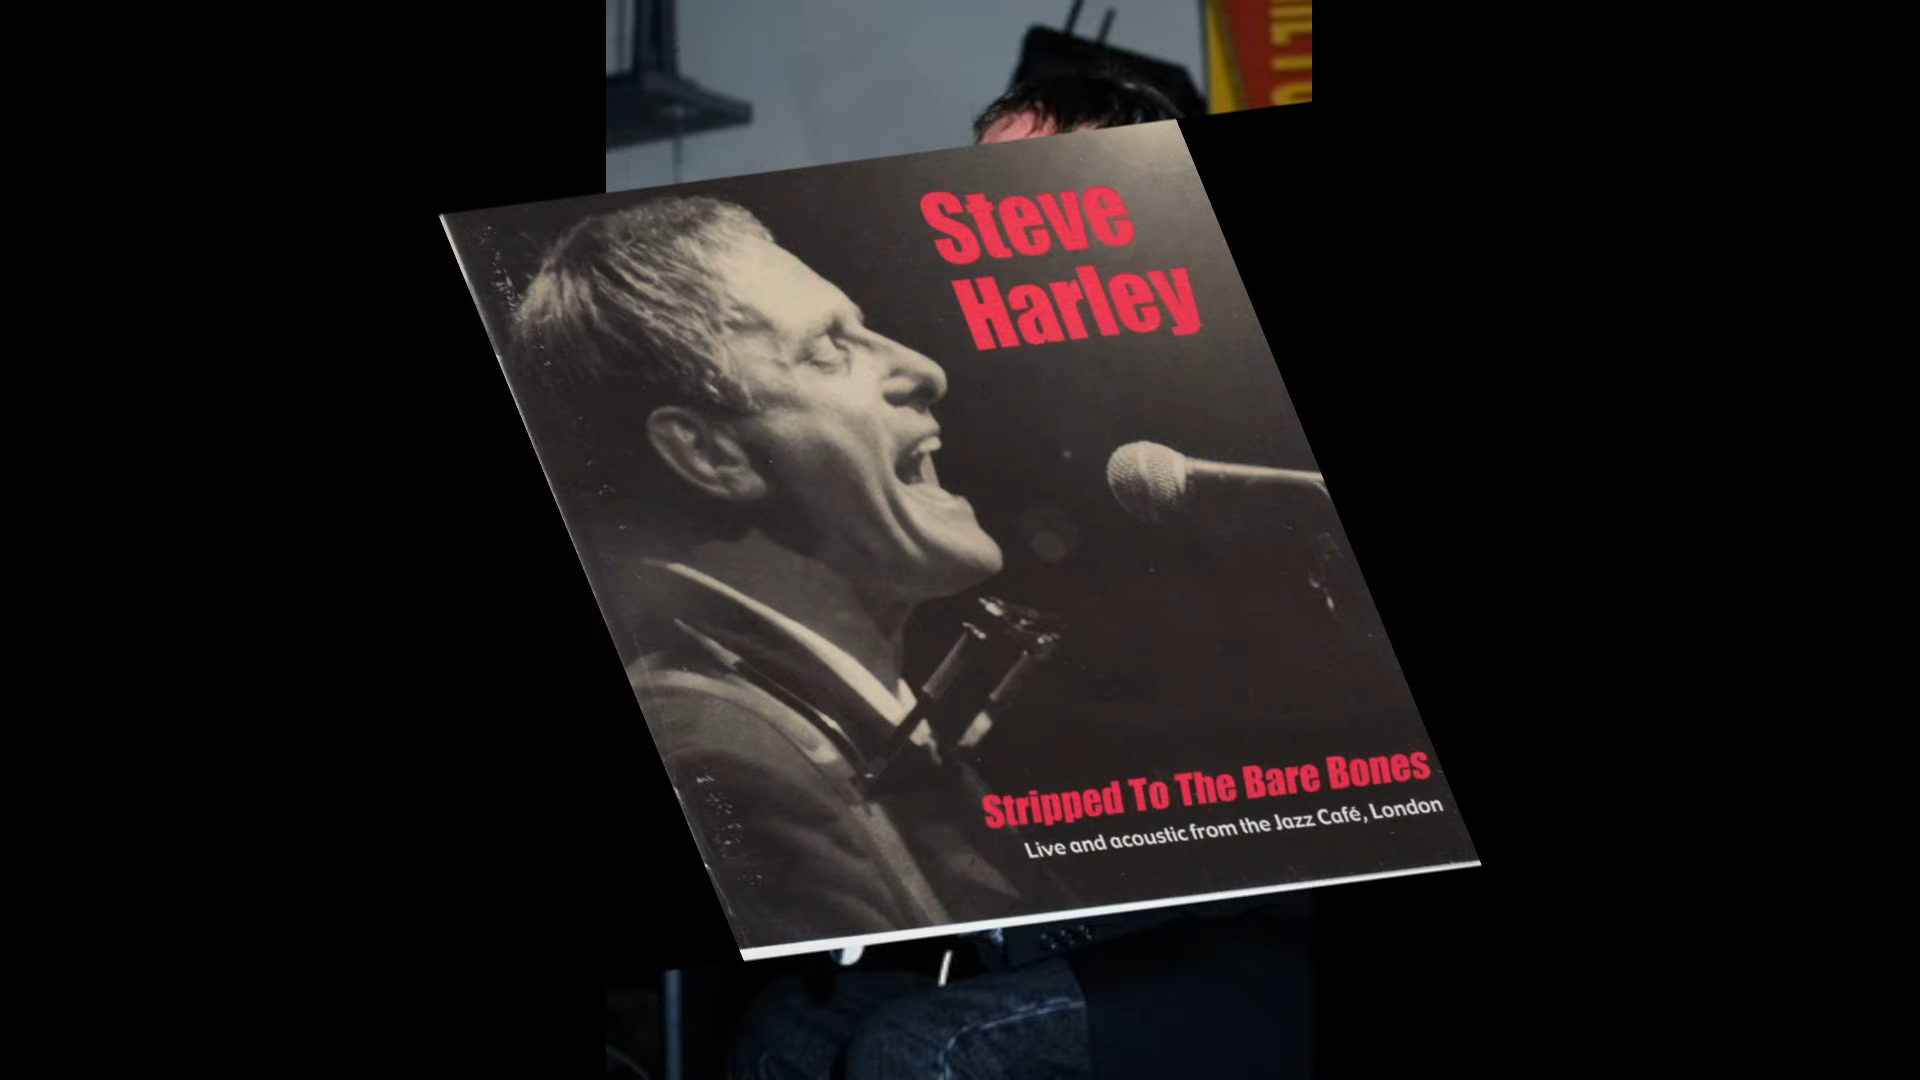 Steve
Harley
Stripped To The Bare Bones
Live and acoustic from the Jazz Café, London